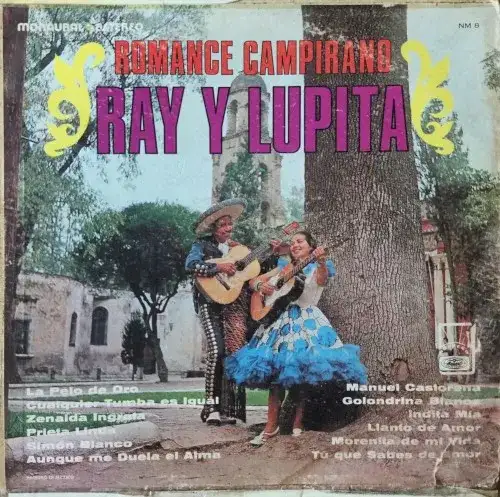 MONAURAL - ESTEREO
NM 9
ROMANCE CAMPIRANO
RAY Y LUPITA
La Pelo de Oro
Cualquier Tumba es Igual
Zenaida Ingrata
Prieta Linda
Simón Blanco
Aunque me Duela el Alma
Manuel Castorena
Golondrina Blanca
Indita Mía
Llanto de Amor
Morenita de mi Vida
Tú que Sabes de Amor